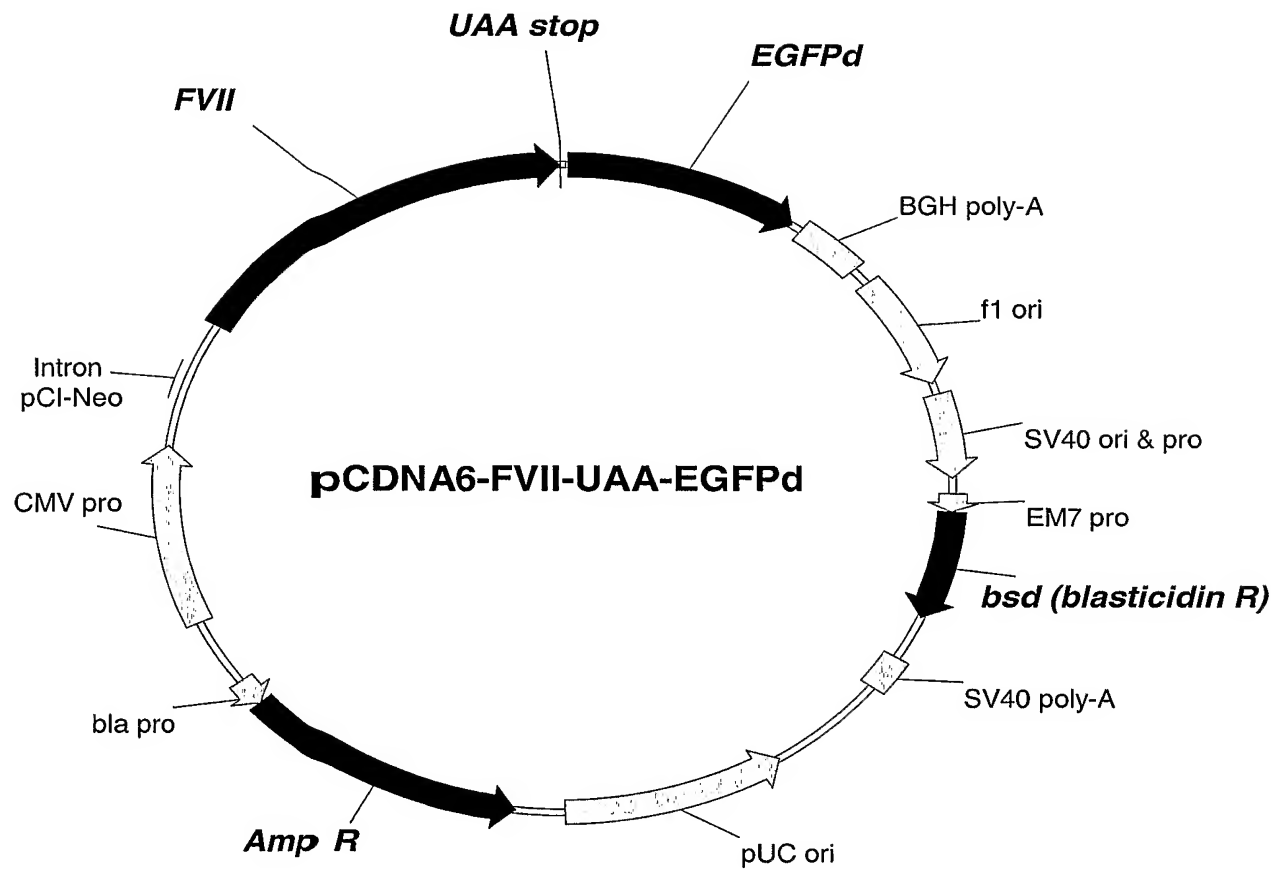 UAA stop
EGFPd
FVII
BGH poly-A
f1 ori
Intron
pCI-Neo
SV40 ori & pro
pCDNA6-FVII-UAA-EGFPd
CMV pro
EM7 pro
bsd (blasticidin R)
SV40 poly-A
bla pro
Amp R
pUC ori